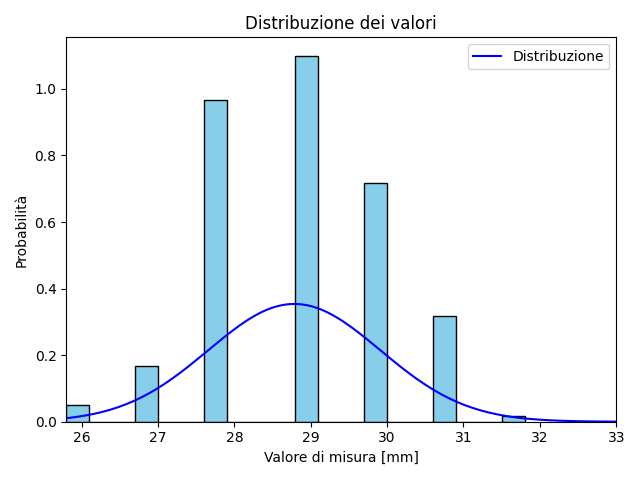 Distribuzione dei valori
Distribuzione
Probabilità
1.0
0.8
0.6
0.4
0.2
0.0
26 27 28 29 30 31 32 33
Valore di misura [mm]